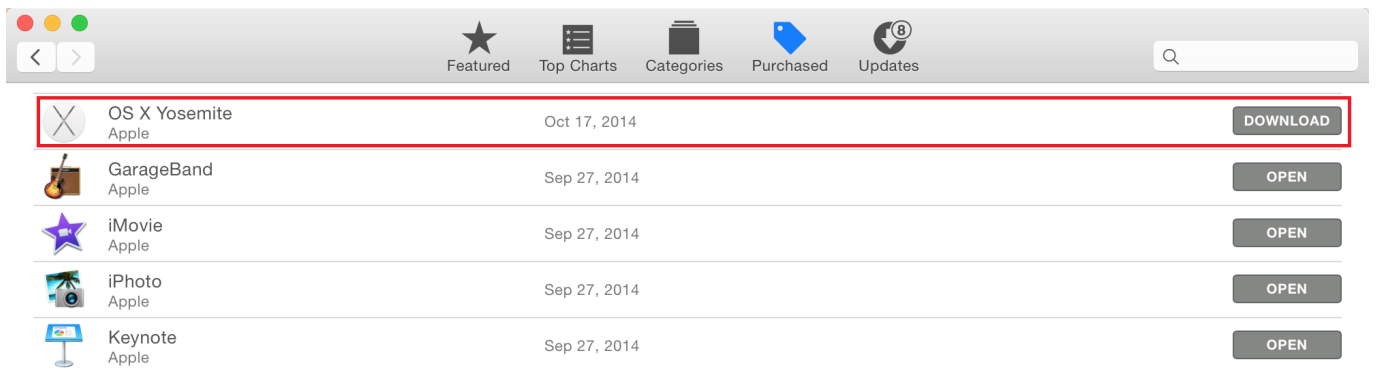 8
Featured Top Charts Categories Purchased Updates
OS X Yosemite
Apple
Oct 17, 2014
DOWNLOAD
GarageBand
Apple
Sep 27, 2014
OPEN
iMovie
Apple
Sep 27, 2014
OPEN
iPhoto
Apple
Sep 27, 2014
OPEN
Keynote
Apple
Sep 27, 2014
OPEN